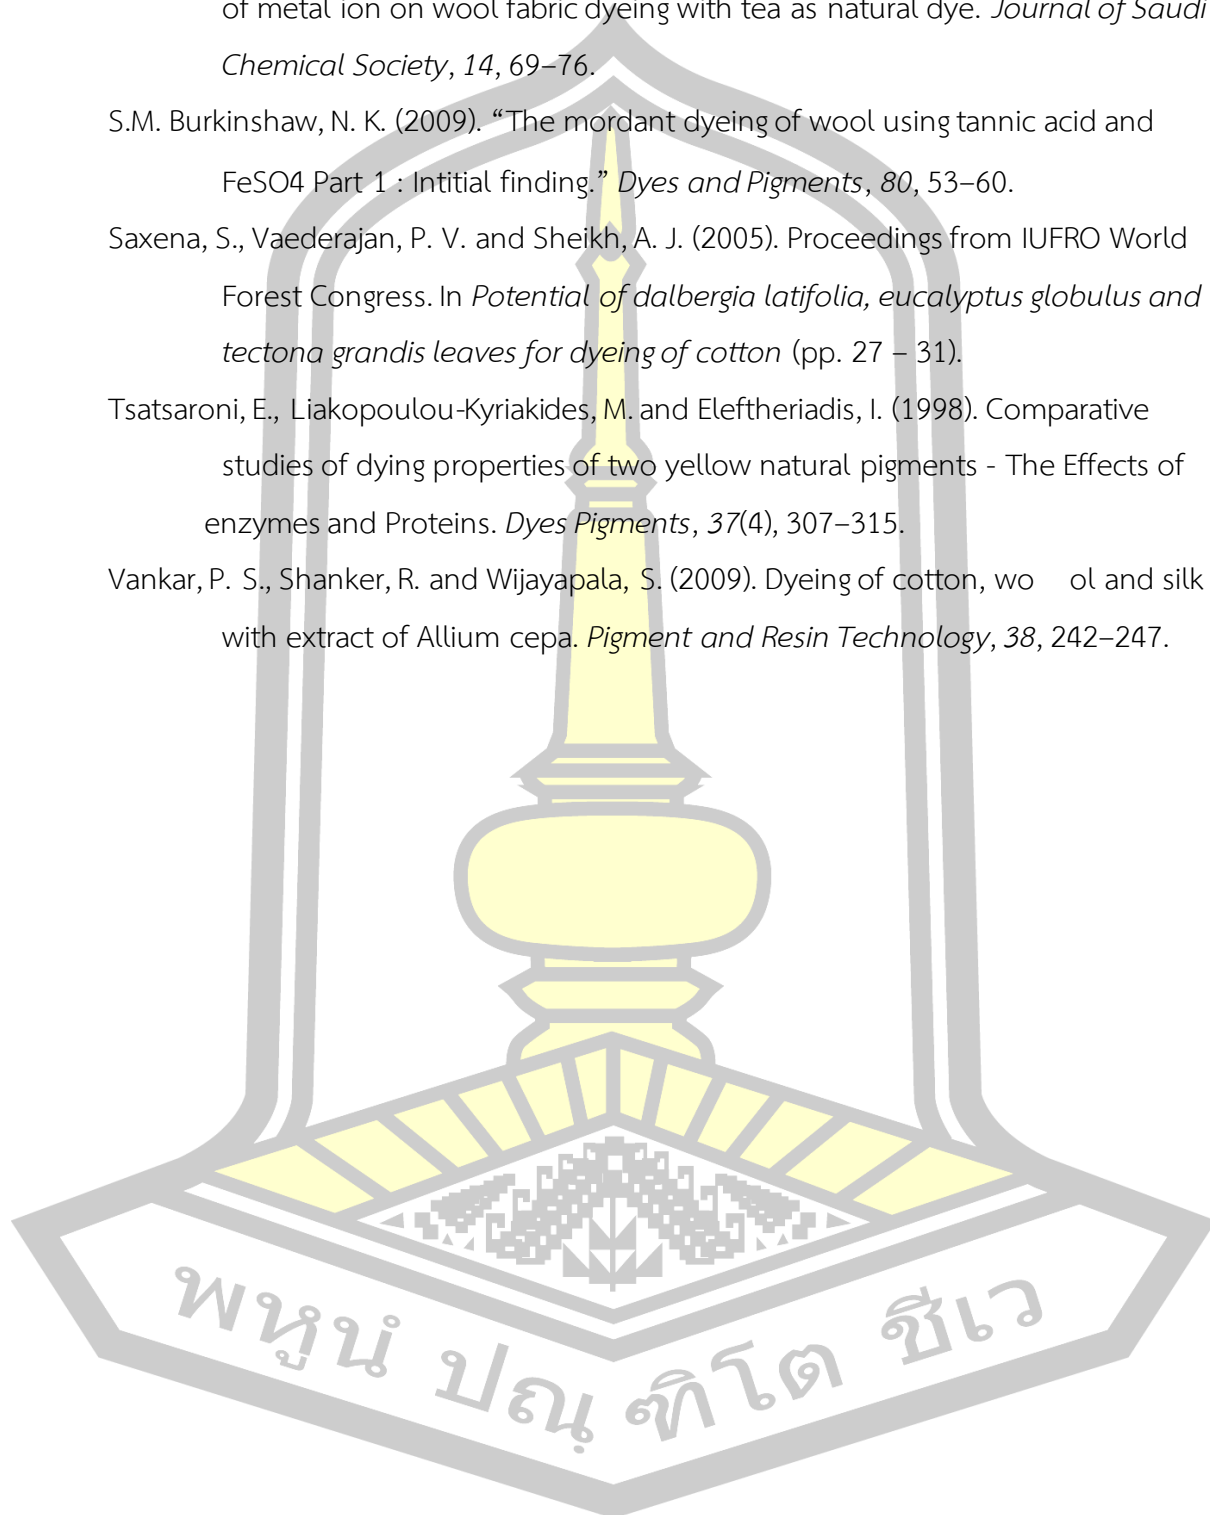 of metal ion on wool fabric dyeing with tea as natural dye. Journal of Saudi
Chemical Society, 14, 69–76.
S.M. Burkinshaw, N. K. (2009). “The mordant dyeing of wool using tannic acid and
FeSO4 Part 1 : Intitial finding.” Dyes and Pigments, 80, 53–60.
Saxena, S., Vaederajan, P. V. and Sheikh, A. J. (2005). Proceedings from IUFRO World
Forest Congress. In Potential of dalbergia latifolia, eucalyptus globulus and
tectona grandis leaves for dyeing of cotton (pp. 27 – 31).
Tsatsaroni, E., Liakopoulou-Kyriakides, M. and Eleftheriadis, I. (1998). Comparative
studies of dying properties of two yellow natural pigments - The Effects of
enzymes and Proteins. Dyes Pigments, 37(4), 307–315.
Vankar, P. S., Shanker, R. and Wijayapala, S. (2009). Dyeing of cotton, wo ol and silk
with extract of Allium cepa. Pigment and Resin Technology, 38, 242–247.
พหูนํ ปณฺ ฑิโต ชีเว